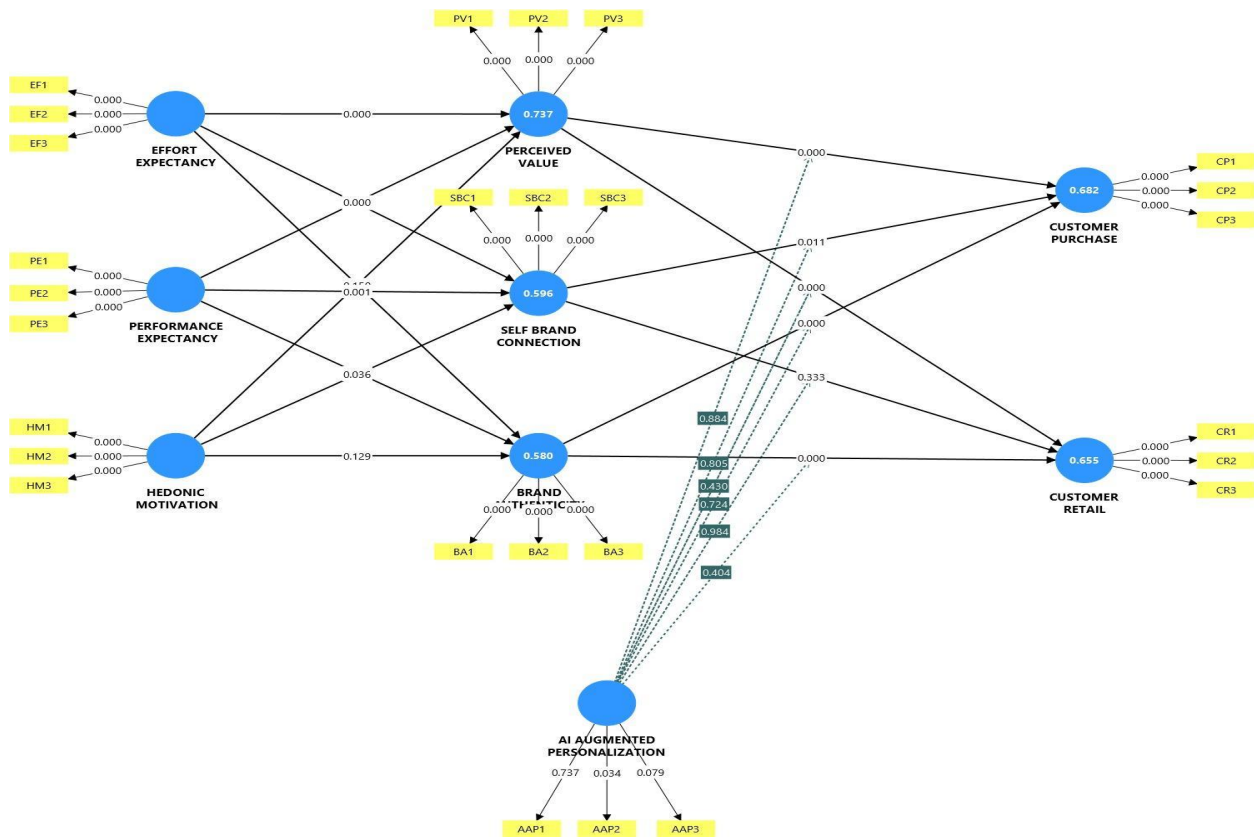 PV1 PV2 PV3
0.000 0.000 0.000
EF1
EF2
EF3
0.000
0.000
0.000
EFFORT
EXPECTANCY
0.000
0.737
PERCEIVED
VALUE
0.000
CP1
CP2
CP3
0.000
0.000
0.000
0.682
CUSTOMER
PURCHASE
SBC1 SBC2 SBC3
0.000 0.000 0.000
0.000
0.011
PE1
PE2
PE3
0.000
0.000
0.000
PERFORMANCE
EXPECTANCY
0.001
0.596
SELF BRAND
CONNECTION
0.000
0.000
0.036
0.333
HM1
HM2
HM3
0.000
0.000
0.000
HEDONIC
MOTIVATION
0.129
0.580
BRAND
0.000 0.000 0.000
BA1 BA2 BA3
0.884
0.805
0.430
0.724
0.984
0.404
0.000
CR1
CR2
CR3
0.000
0.000
0.000
0.655
CUSTOMER
RETAIL
AI AUGMENTED
PERSONALIZATION
0.737 0.034 0.079
AAP1 AAP2 AAP3